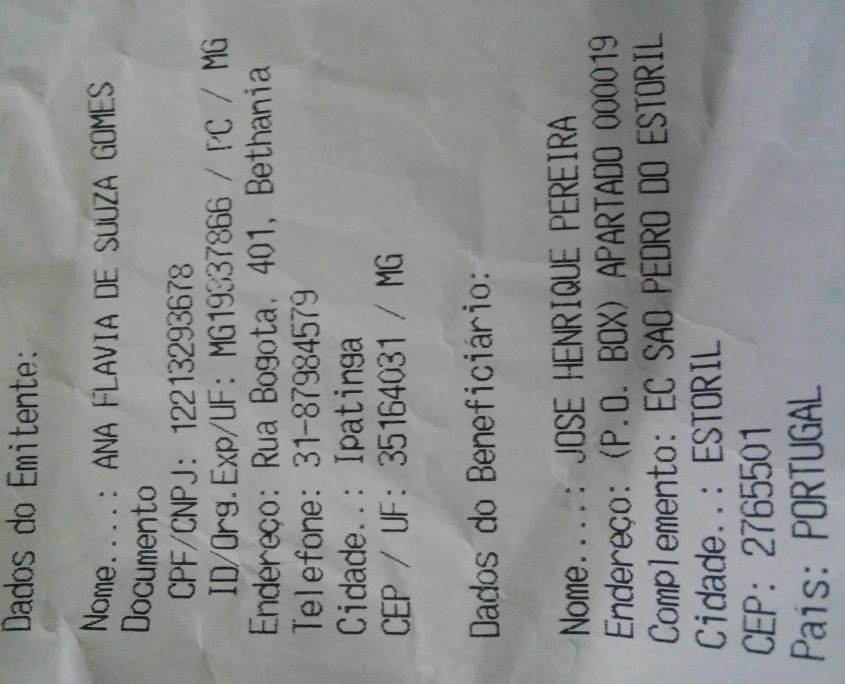 Dados do Emitente:
Nome....: ANA FLAVIA DE SOUZA GOMES
Documento
CPF/CNPJ: 12213293678
ID/Org.Exp/UF: MG19337866 / PC / MG
Endereço: Rua Bogota, 401, Bethania
Telefone: 31-87984579
Cidade..: Ipatinga
CEP / UF: 35164031 / MG
Dados do Beneficiário:
Nome....: JOSE HENRIQUE PEREIRA
Endereço: (P.O. BOX) APARTADO 000019
Complemento: EC SAO PEDRO DO ESTORIL
Cidade..: ESTORIL
CEP: 2765501
País: PORTUGAL